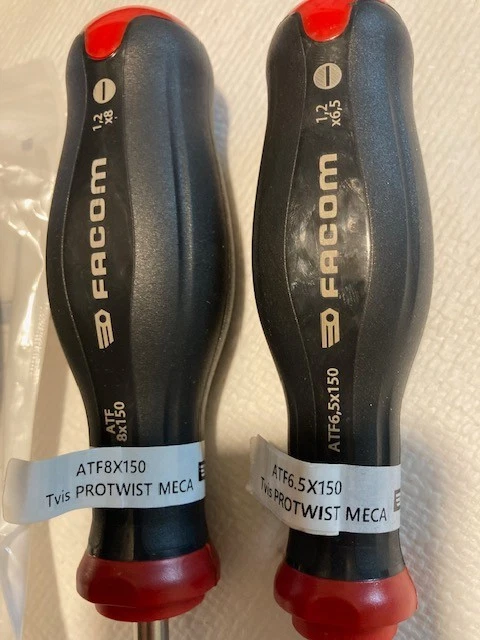 1,2
x8
FACOM
ATF
8x150
ATF8X150
Tvis PROTWIST MECA
1,2
x6,5
FACOM
ATF6,5x150
ATF6.5X150
Tvis PROTWIST MECA